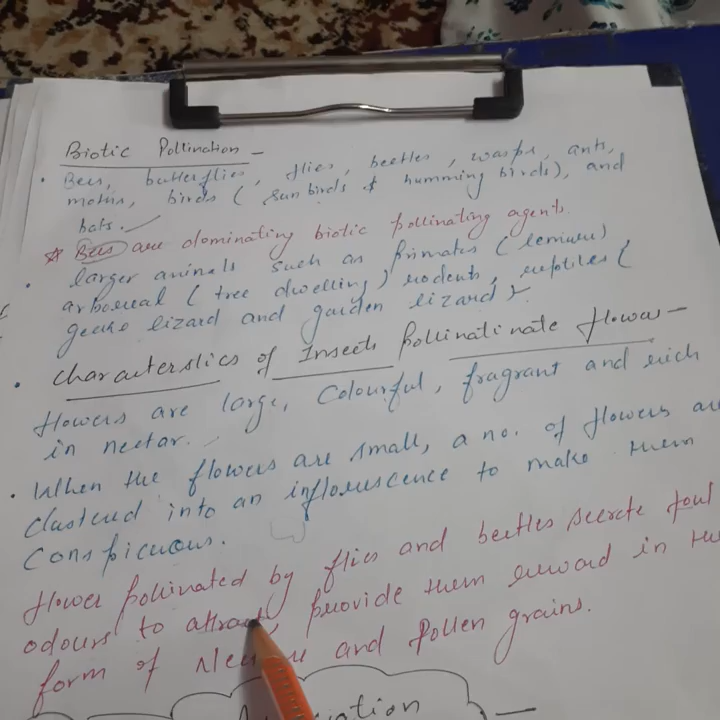 Biotic Pollination -
• Bees, butterflies, flies, beetles, wasps, ants,
moths, birds (sun birds & humming birds), and
bats.
☆ Bees are dominating biotic pollinating agents.
• larger animals such as primates (lemurs)
arboreal (tree dwelling) rodents, reptiles (
gecko lizard and garden lizard).
• Characterstics of Insects pollinatinate flower -
flowers are large, Colourful, fragrant and rich
in nectar.
• When the flowers are small, a no. of flowers are
clustered into an inflorescence to make them
Conspicuous.
flower pollinated by flies and beetles secrete foul
odours to attract, provide them reward in the
form of and Pollen grains.